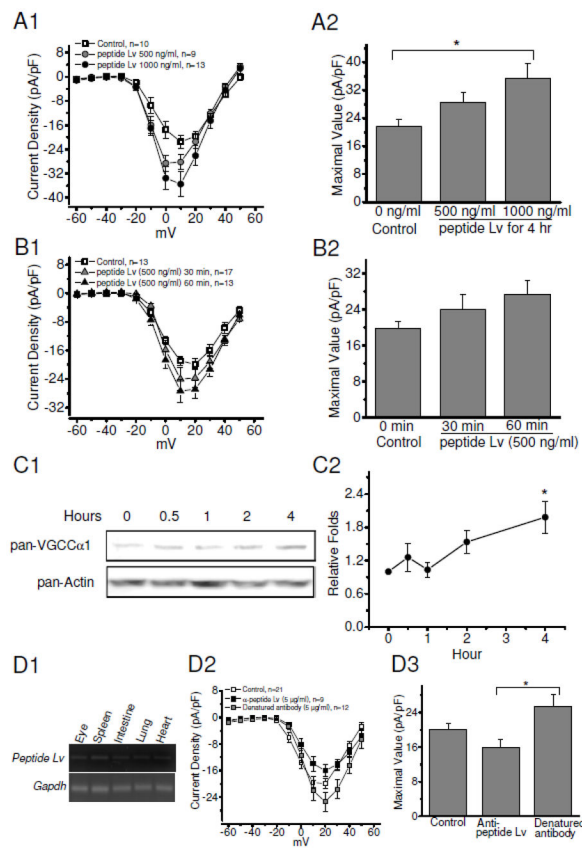 A1
Control, n=10
peptide Lv 500 ng/ml, n=9
peptide Lv 1000 ng/ml, n=13
Current Density (pA/pF)
8
0
-8
-16
-24
-32
-40
-60 -40 -20 0 20 40 60
mV
A2
Maximal Value (pA/pF)
40
32
24
16
8
0
*
0 ng/ml 500 ng/ml 1000 ng/ml
Control peptide Lv for 4 hr
B1
Control, n=13
peptide Lv (500 ng/ml) 30 min, n=17
peptide Lv (500 ng/ml) 60 min, n=13
Current Density (pA/pF)
8
0
-8
-16
-24
-32
-60 -40 -20 0 20 40 60
mV
B2
Maximal Value (pA/pF)
32
24
16
8
0
0 min 30 min 60 min
Control peptide Lv (500 ng/ml)
C1
Hours 0 0.5 1 2 4
pan-VGCCα1
pan-Actin
C2
Relative Folds
2.4
1.8
1.2
0.6
0.0
*
0 1 2 3 4
Hour
D1
Eye Spleen Intestine Lung Heart
Peptide Lv
Gapdh
D2
Control, n=21
α-peptide Lv (5 µg/ml), n=9
Denatured antibody (5 µg/ml), n=12
Current Density (pA/pF)
8
0
-8
-16
-24
-60 -40 -20 0 20 40 60
mV
D3
Maximal Value (pA/pF)
24
18
12
6
0
*
Control Anti- Denatured
peptide Lv antibody